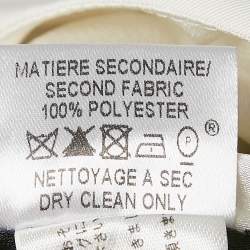 MATIERE SECONDAIRE/
SECOND FABRIC
100% POLYESTER
P ®
NETTOYAGE A SEC
DRY CLEAN ONLY